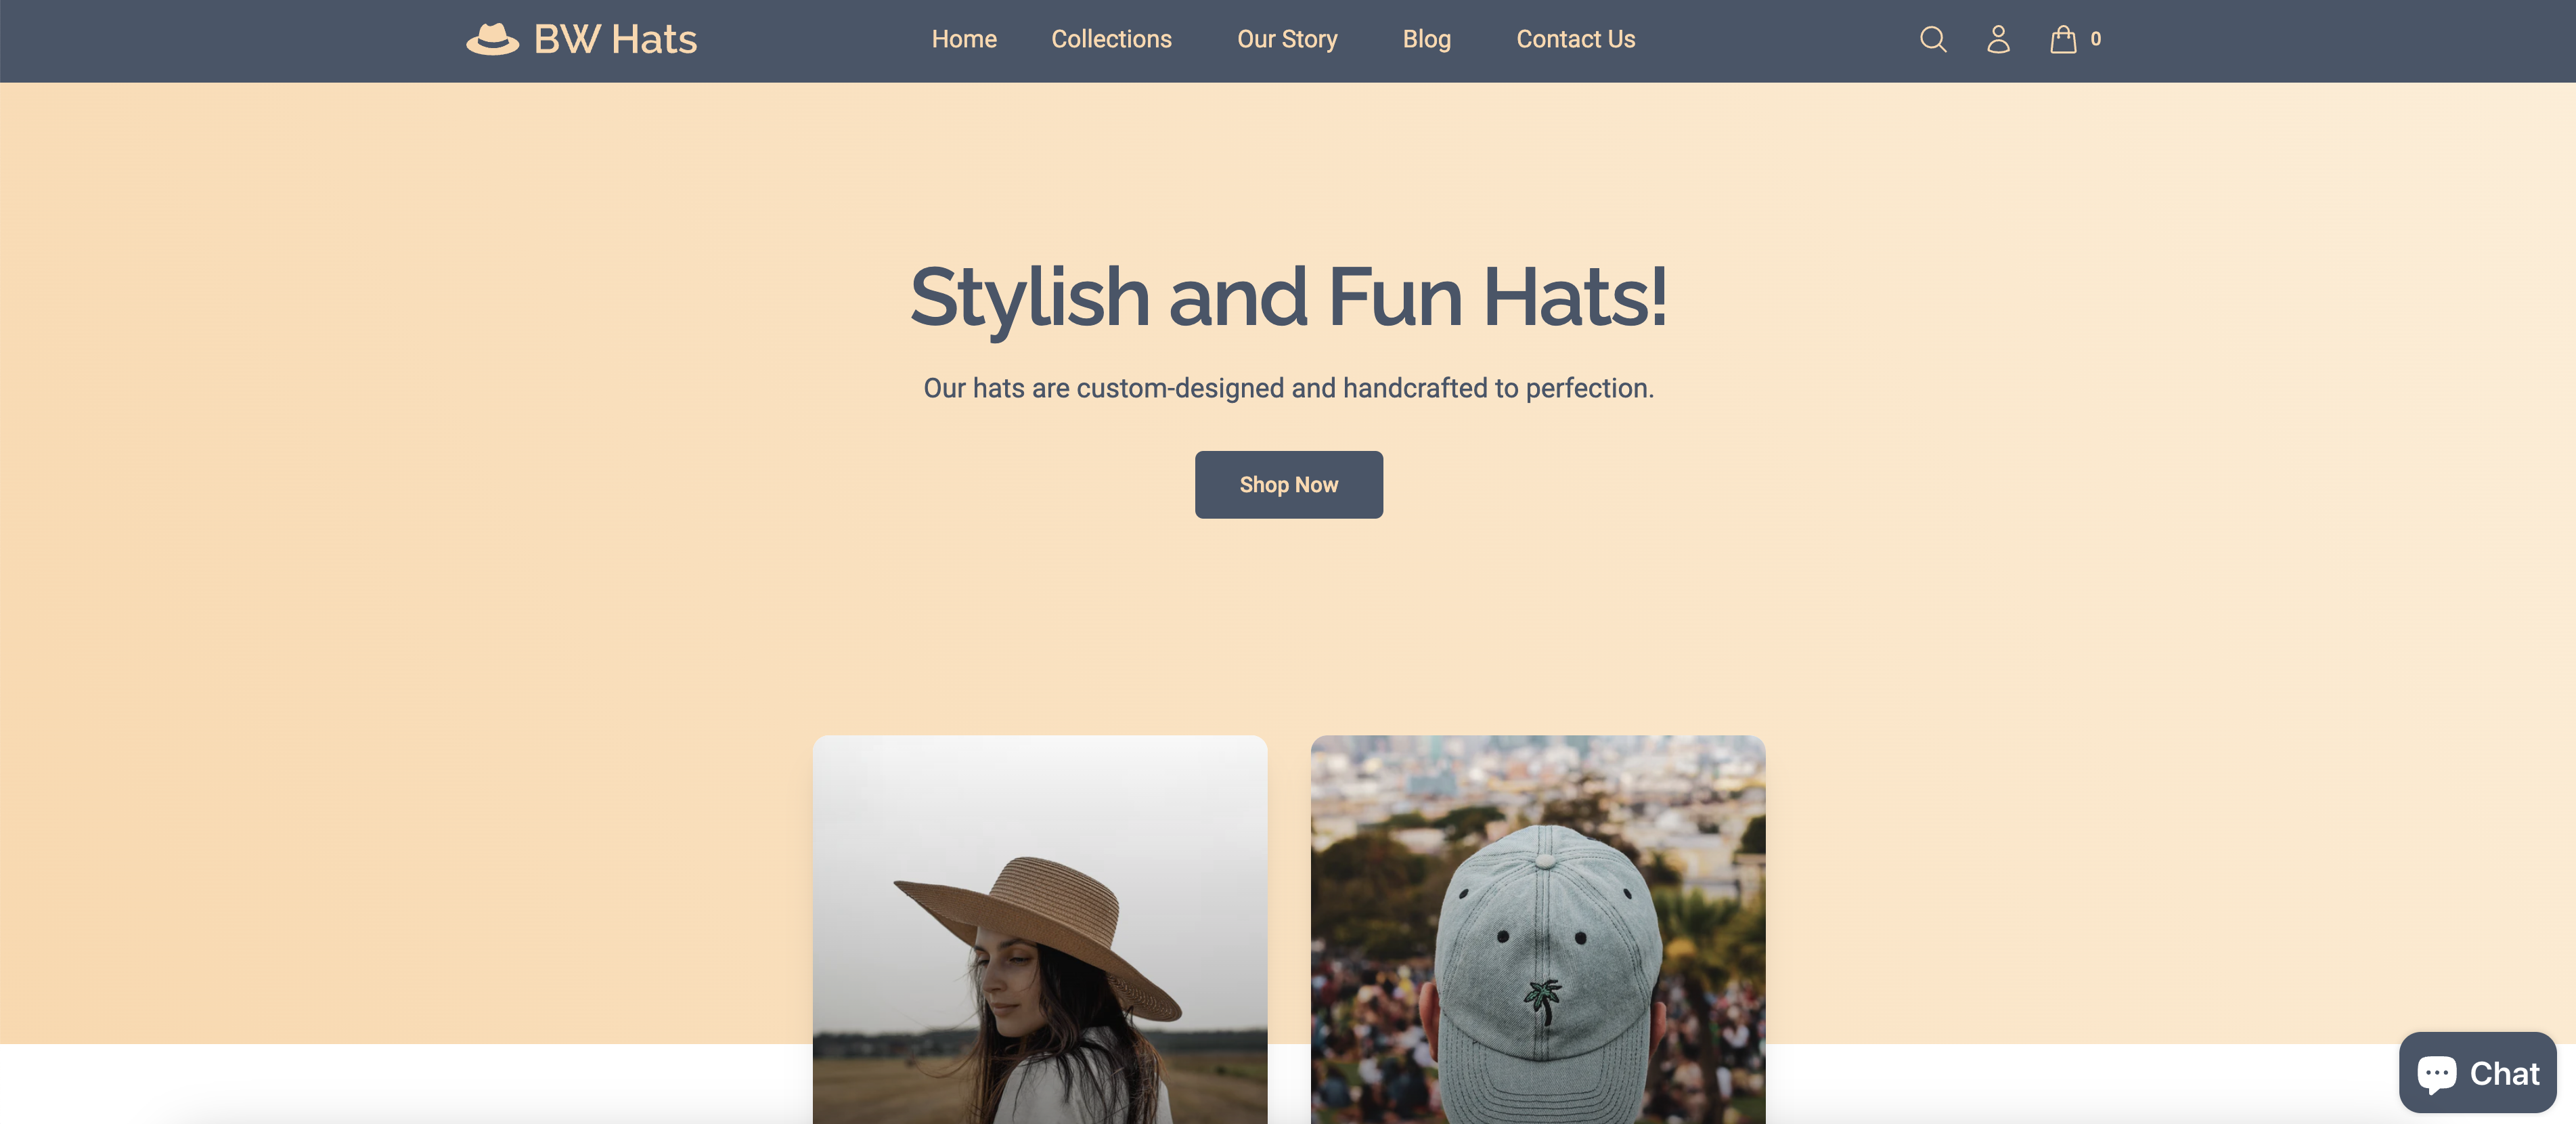 BW Hats
Home Collections Our Story Blog Contact Us
0
Stylish and Fun Hats!
Our hats are custom-designed and handcrafted to perfection.
Shop Now
Chat